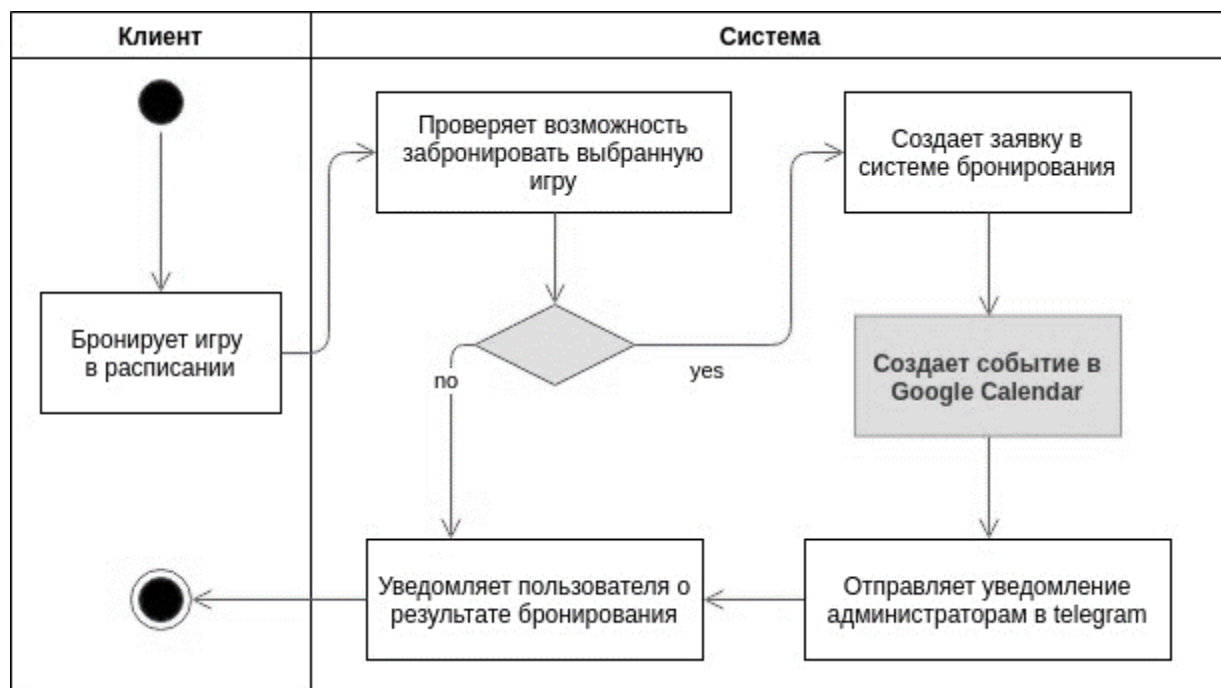 Клиент
Система
Проверяет возможность
забронировать выбранную
игру
Создает заявку в
системе бронирования
Бронирует игру
в расписании
no
yes
Создает событие в
Google Calendar
Уведомляет пользователя о
результате бронирования
Отправляет уведомление
администраторам в telegram